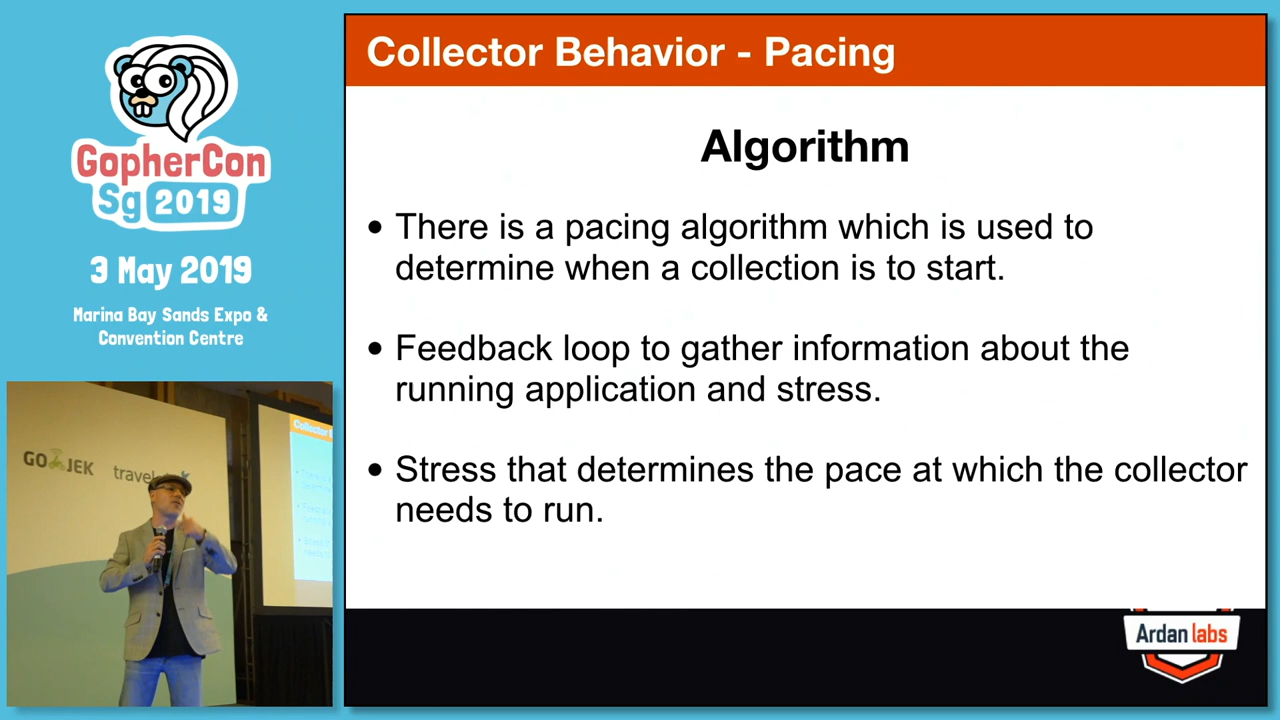 GopherCon
Sg 2019
3 May 2019
Marina Bay Sands Expo &
Convention Centre
GO JEK
travel
Collector
Collector Behavior - Pacing
Algorithm
• There is a pacing algorithm which is used to
determine when a collection is to start.
• Feedback loop to gather information about the
running application and stress.
• Stress that determines the pace at which the collector
needs to run.
Ardan labs